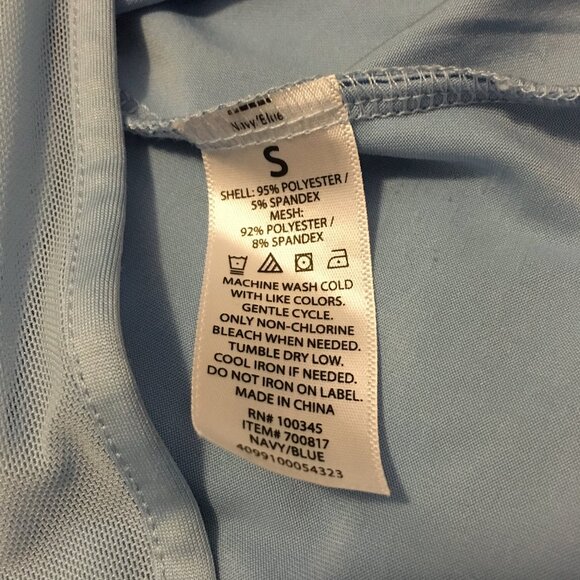 Navy/Blue
S
SHELL: 95% POLYESTER /
5% SPANDEX
MESH:
92% POLYESTER /
8% SPANDEX
MACHINE WASH COLD
WITH LIKE COLORS.
GENTLE CYCLE.
ONLY NON-CHLORINE
BLEACH WHEN NEEDED.
TUMBLE DRY LOW.
COOL IRON IF NEEDED.
DO NOT IRON ON LABEL.
MADE IN CHINA
RN# 100345
ITEM# 700817
NAVY/BLUE
4099100054323